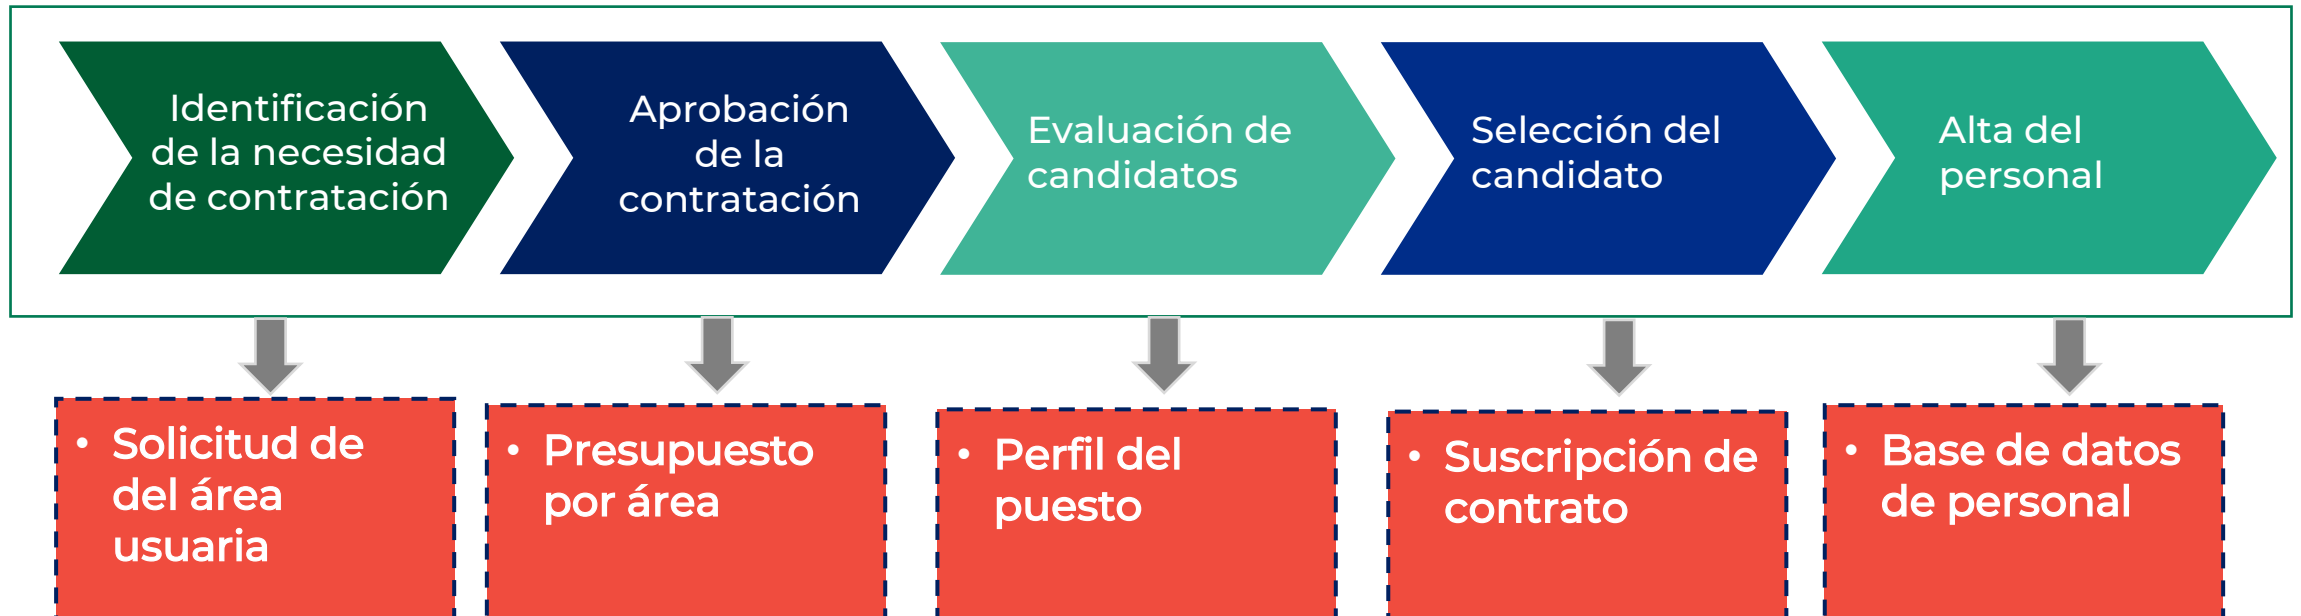 Identificación
de la necesidad
de contratación
Aprobación
de la
contratación
Evaluación de
candidatos
Selección del
candidato
Alta del
personal
• Solicitud de
del área
usuaria
• Presupuesto
por área
• Perfil del
puesto
• Suscripción de
contrato
• Base de datos
de personal